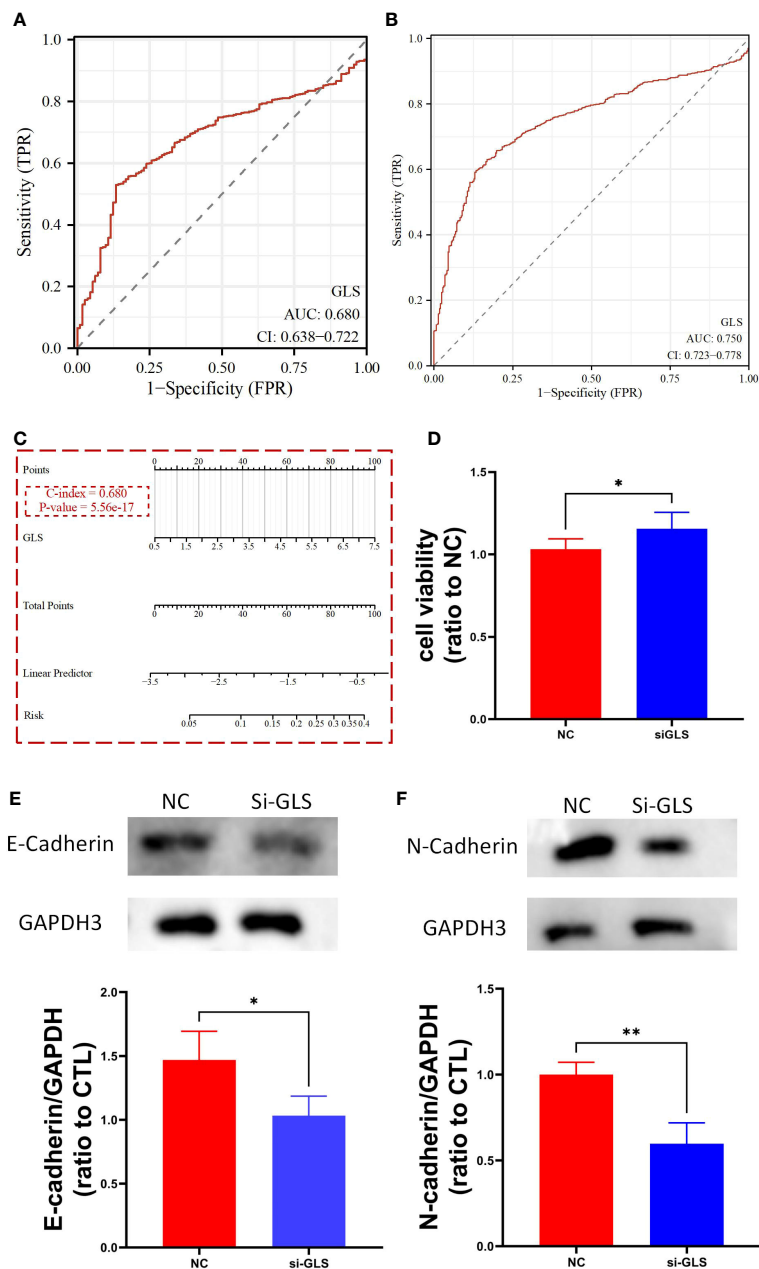 A
1.0
0.8
0.6
0.4
0.2
0.0
Sensitivity (TPR)
GLS
AUC: 0.680
CI: 0.638−0.722
0.00 0.25 0.50 0.75 1.00
1−Specificity (FPR)
B
1.0
0.8
0.6
0.4
0.2
0.0
Sensitivity (TPR)
GLS
AUC: 0.750
CI: 0.723−0.778
0.00 0.25 0.50 0.75 1.00
1−Specificity (FPR)
C
Points
0 20 40 60 80 100
C-index = 0.680
P-value = 5.56e-17
GLS
0.5 1.5 2.5 3.5 4.5 5.5 6.5 7.5
Total Points
0 20 40 60 80 100
Linear Predictor
−3.5 −2.5 −1.5 −0.5
Risk
0.05 0.1 0.15 0.2 0.25 0.3 0.35 0.4
D
cell viability
(ratio to NC)
1.5
1.0
0.5
0.0
*
NC siGLS
E
NC Si-GLS
E-Cadherin
GAPDH3
E-cadherin/GAPDH
(ratio to CTL)
2.0
1.5
1.0
0.5
0.0
*
NC si-GLS
F
NC Si-GLS
N-Cadherin
GAPDH3
N-cadherin/GAPDH
(ratio to CTL)
1.5
1.0
0.5
0.0
**
NC si-GLS